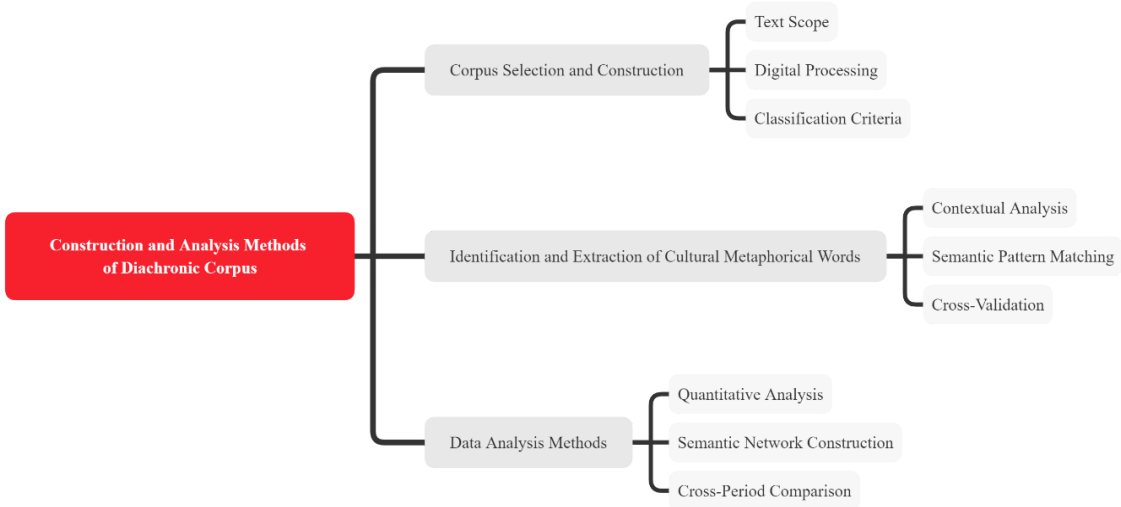 Construction and Analysis Methods
of Diachronic Corpus
Corpus Selection and Construction
Text Scope
Digital Processing
Classification Criteria
Identification and Extraction of Cultural Metaphorical Words
Contextual Analysis
Semantic Pattern Matching
Cross-Validation
Data Analysis Methods
Quantitative Analysis
Semantic Network Construction
Cross-Period Comparison